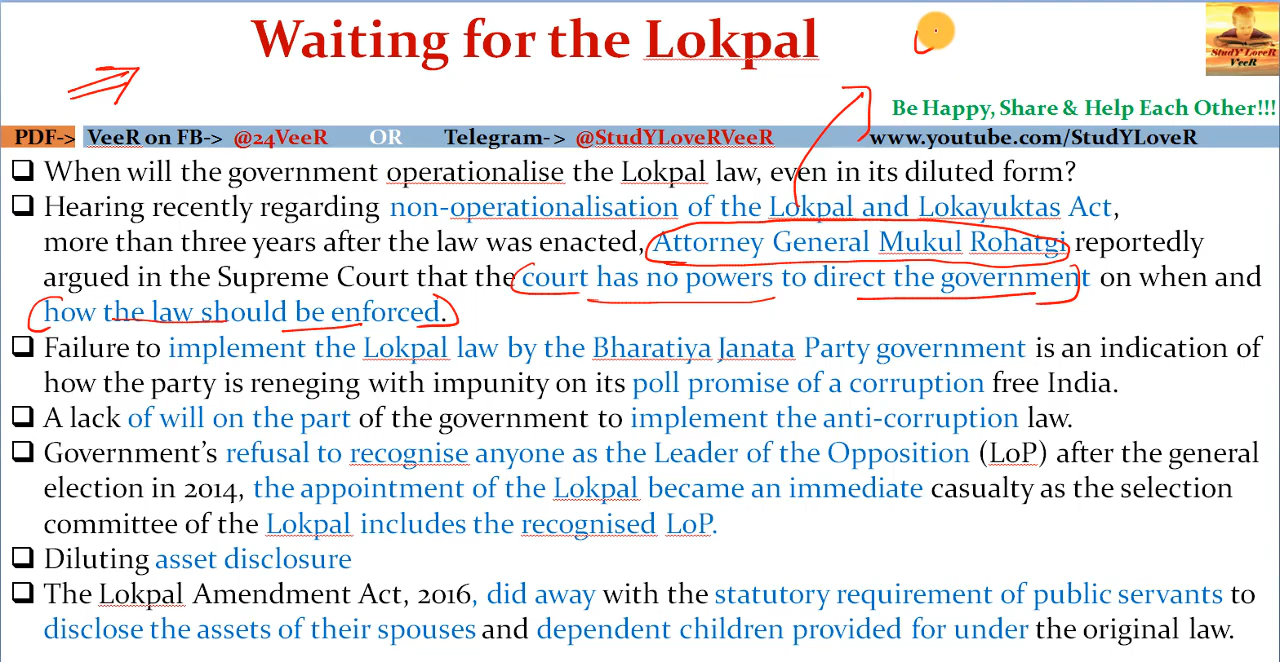 Waiting for the Lokpal
StudY LoveR
VeeR
Be Happy, Share & Help Each Other!!!
PDF-> VeeR on FB-> @24VeeR OR Telegram-> @StudYLoveRVeeR www.youtube.com/StudYLoveR
❑ When will the government operationalise the Lokpal law, even in its diluted form?
❑ Hearing recently regarding non-operationalisation of the Lokpal and Lokayuktas Act,
more than three years after the law was enacted, Attorney General Mukul Rohatgi reportedly
argued in the Supreme Court that the court has no powers to direct the government on when and
how the law should be enforced.
❑ Failure to implement the Lokpal law by the Bharatiya Janata Party government is an indication of
how the party is reneging with impunity on its poll promise of a corruption free India.
❑ A lack of will on the part of the government to implement the anti-corruption law.
❑ Government's refusal to recognise anyone as the Leader of the Opposition (LoP) after the general
election in 2014, the appointment of the Lokpal became an immediate casualty as the selection
committee of the Lokpal includes the recognised LoP.
❑ Diluting asset disclosure
❑ The Lokpal Amendment Act, 2016, did away with the statutory requirement of public servants to
disclose the assets of their spouses and dependent children provided for under the original law.